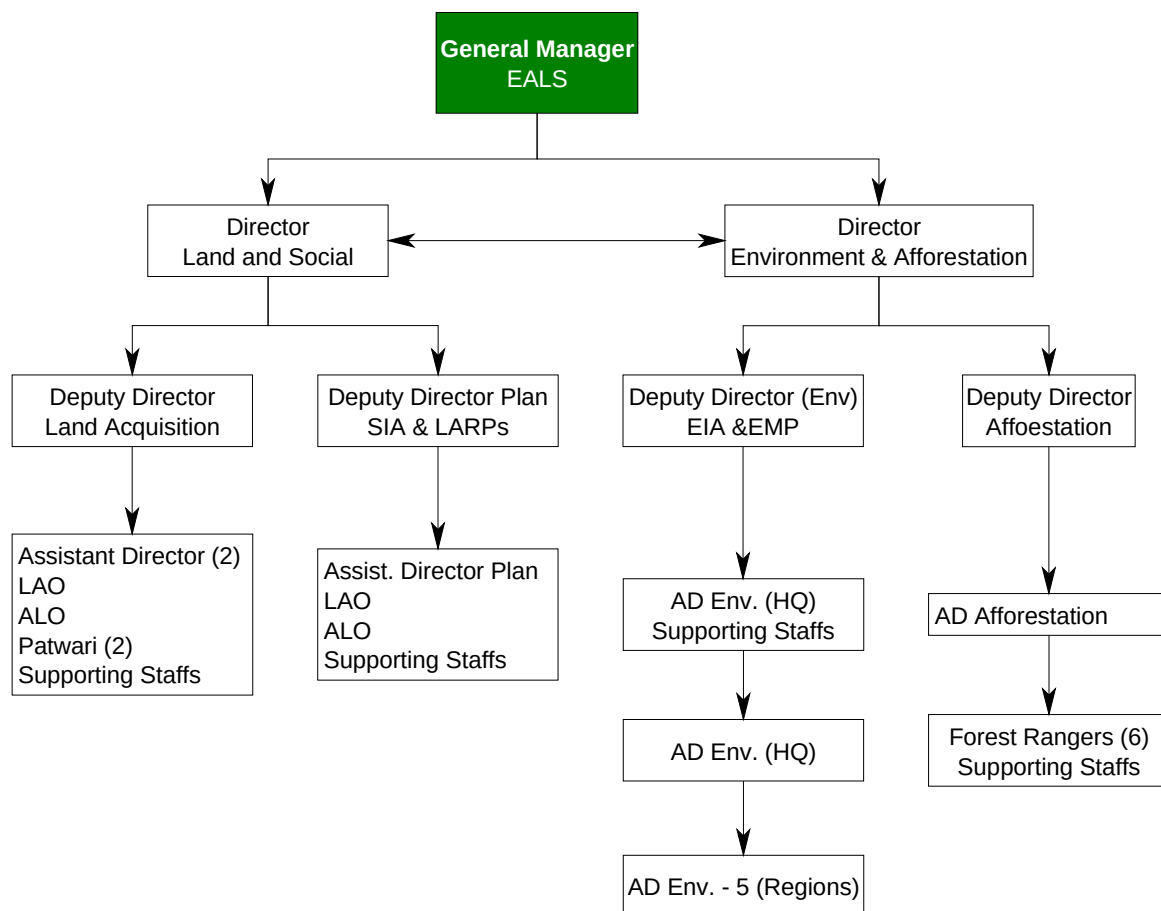 General Manager
EALS
Director
Land and Social
Director
Environment & Afforestation
Deputy Director
Land Acquisition
Deputy Director Plan
SIA & LARPs
Deputy Director (Env)
EIA &EMP
Deputy Director
Affoestation
Assistant Director (2)
LAO
ALO
Patwari (2)
Supporting Staffs
Assist. Director Plan
LAO
ALO
Supporting Staffs
AD Env. (HQ)
Supporting Staffs
AD Afforestation
AD Env. (HQ)
Forest Rangers (6)
Supporting Staffs
AD Env. - 5 (Regions)